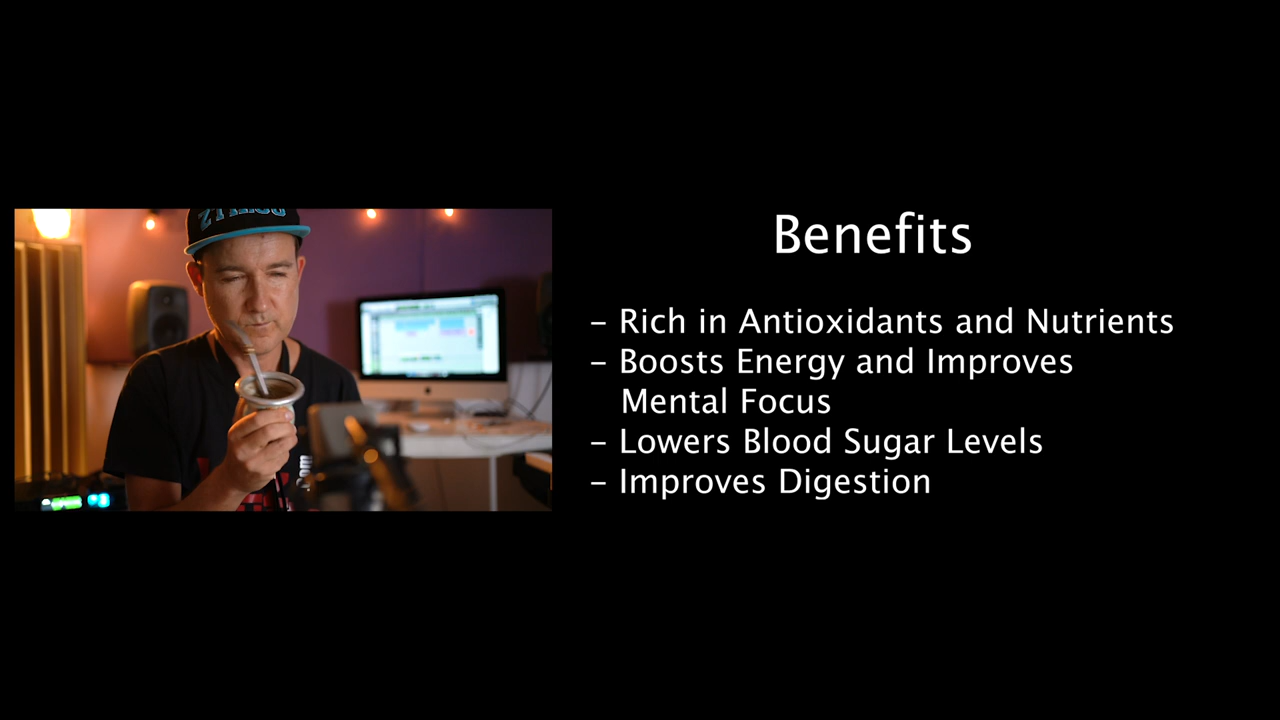 Benefits
– Rich in Antioxidants and Nutrients
– Boosts Energy and Improves
Mental Focus
– Lowers Blood Sugar Levels
– Improves Digestion